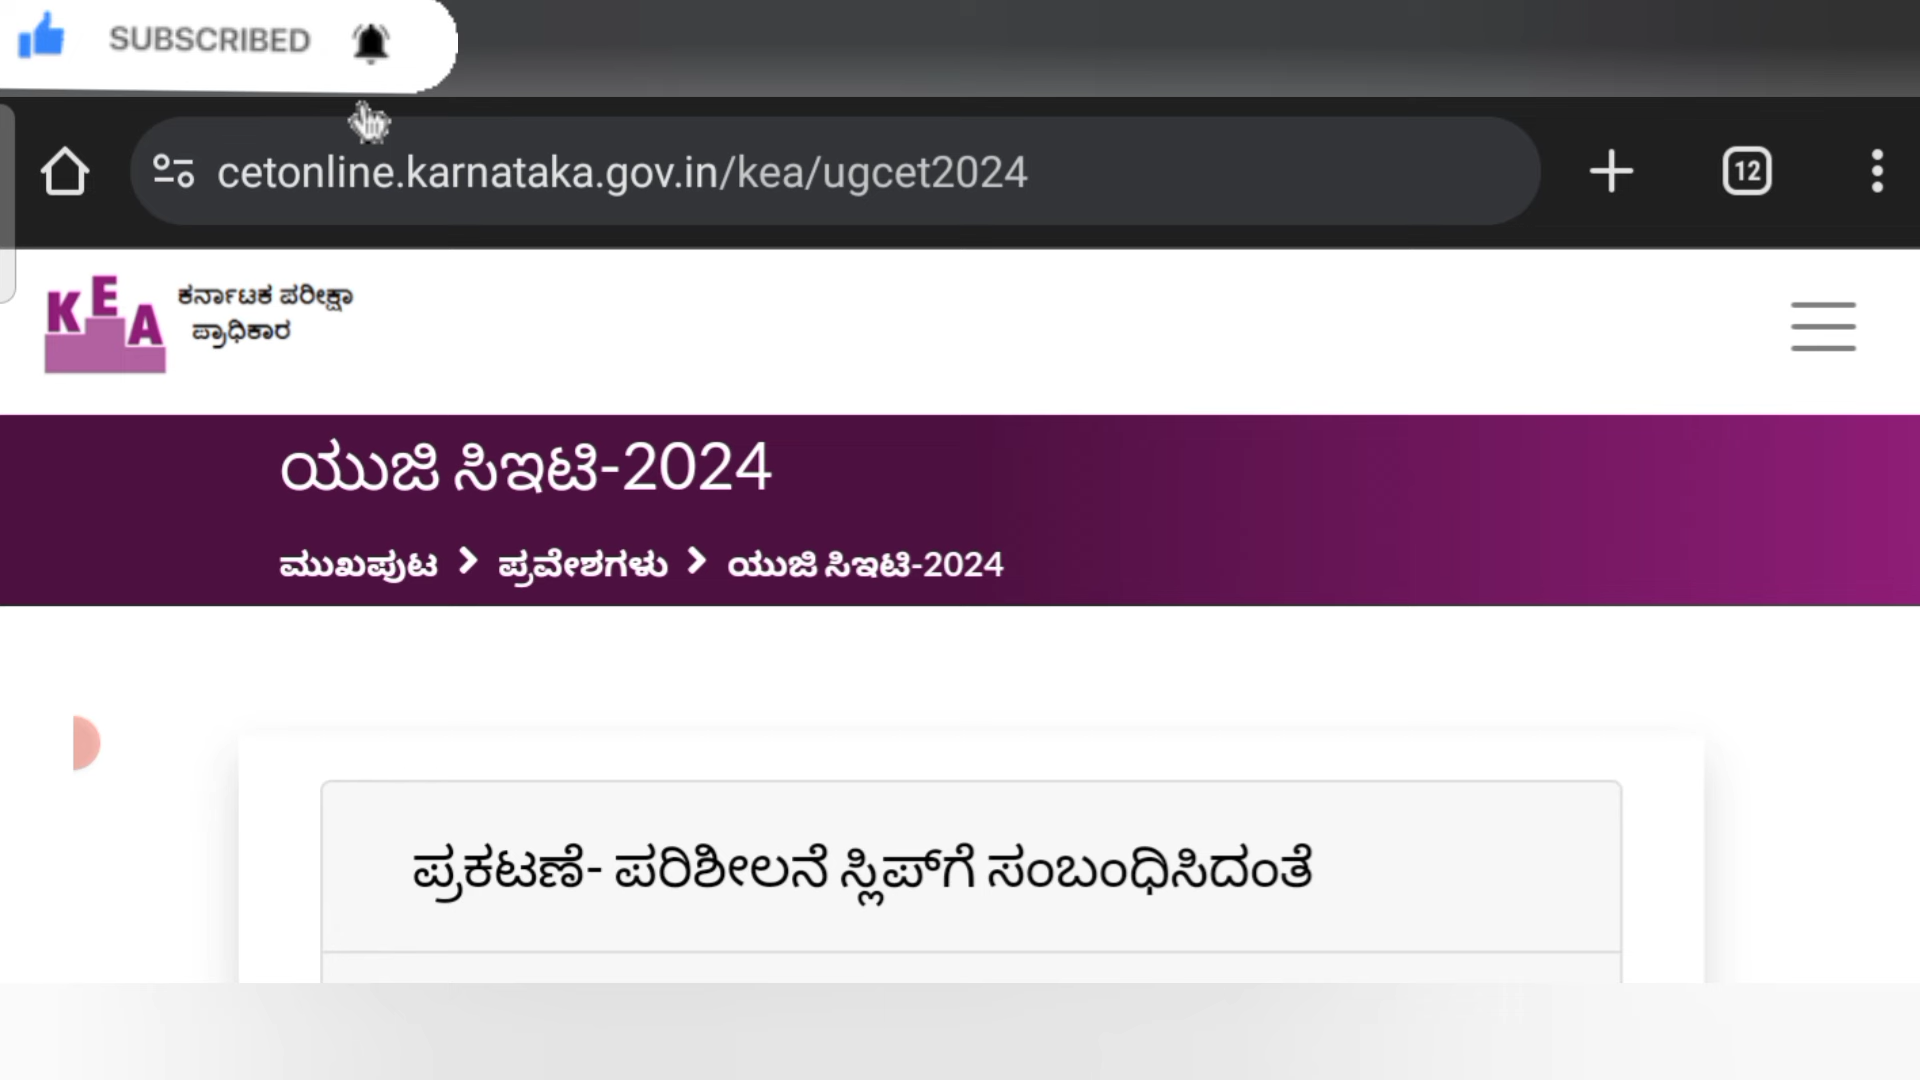 SUBSCRIBED
cetonline.karnataka.gov.in/kea/ugcet2024
12
KEA
ಕರ್ನಾಟಕ ಪರೀಕ್ಷಾ
ಪ್ರಾಧಿಕಾರ
ಯುಜಿ ಸಿಇಟಿ-2024
ಮುಖಪುಟ > ಪ್ರವೇಶಗಳು > ಯುಜಿ ಸಿಇಟಿ-2024
ಪ್ರಕಟಣೆ- ಪರಿಶೀಲನೆ ಸ್ಲಿಪ್‌ಗೆ ಸಂಬಂಧಿಸಿದಂತೆ